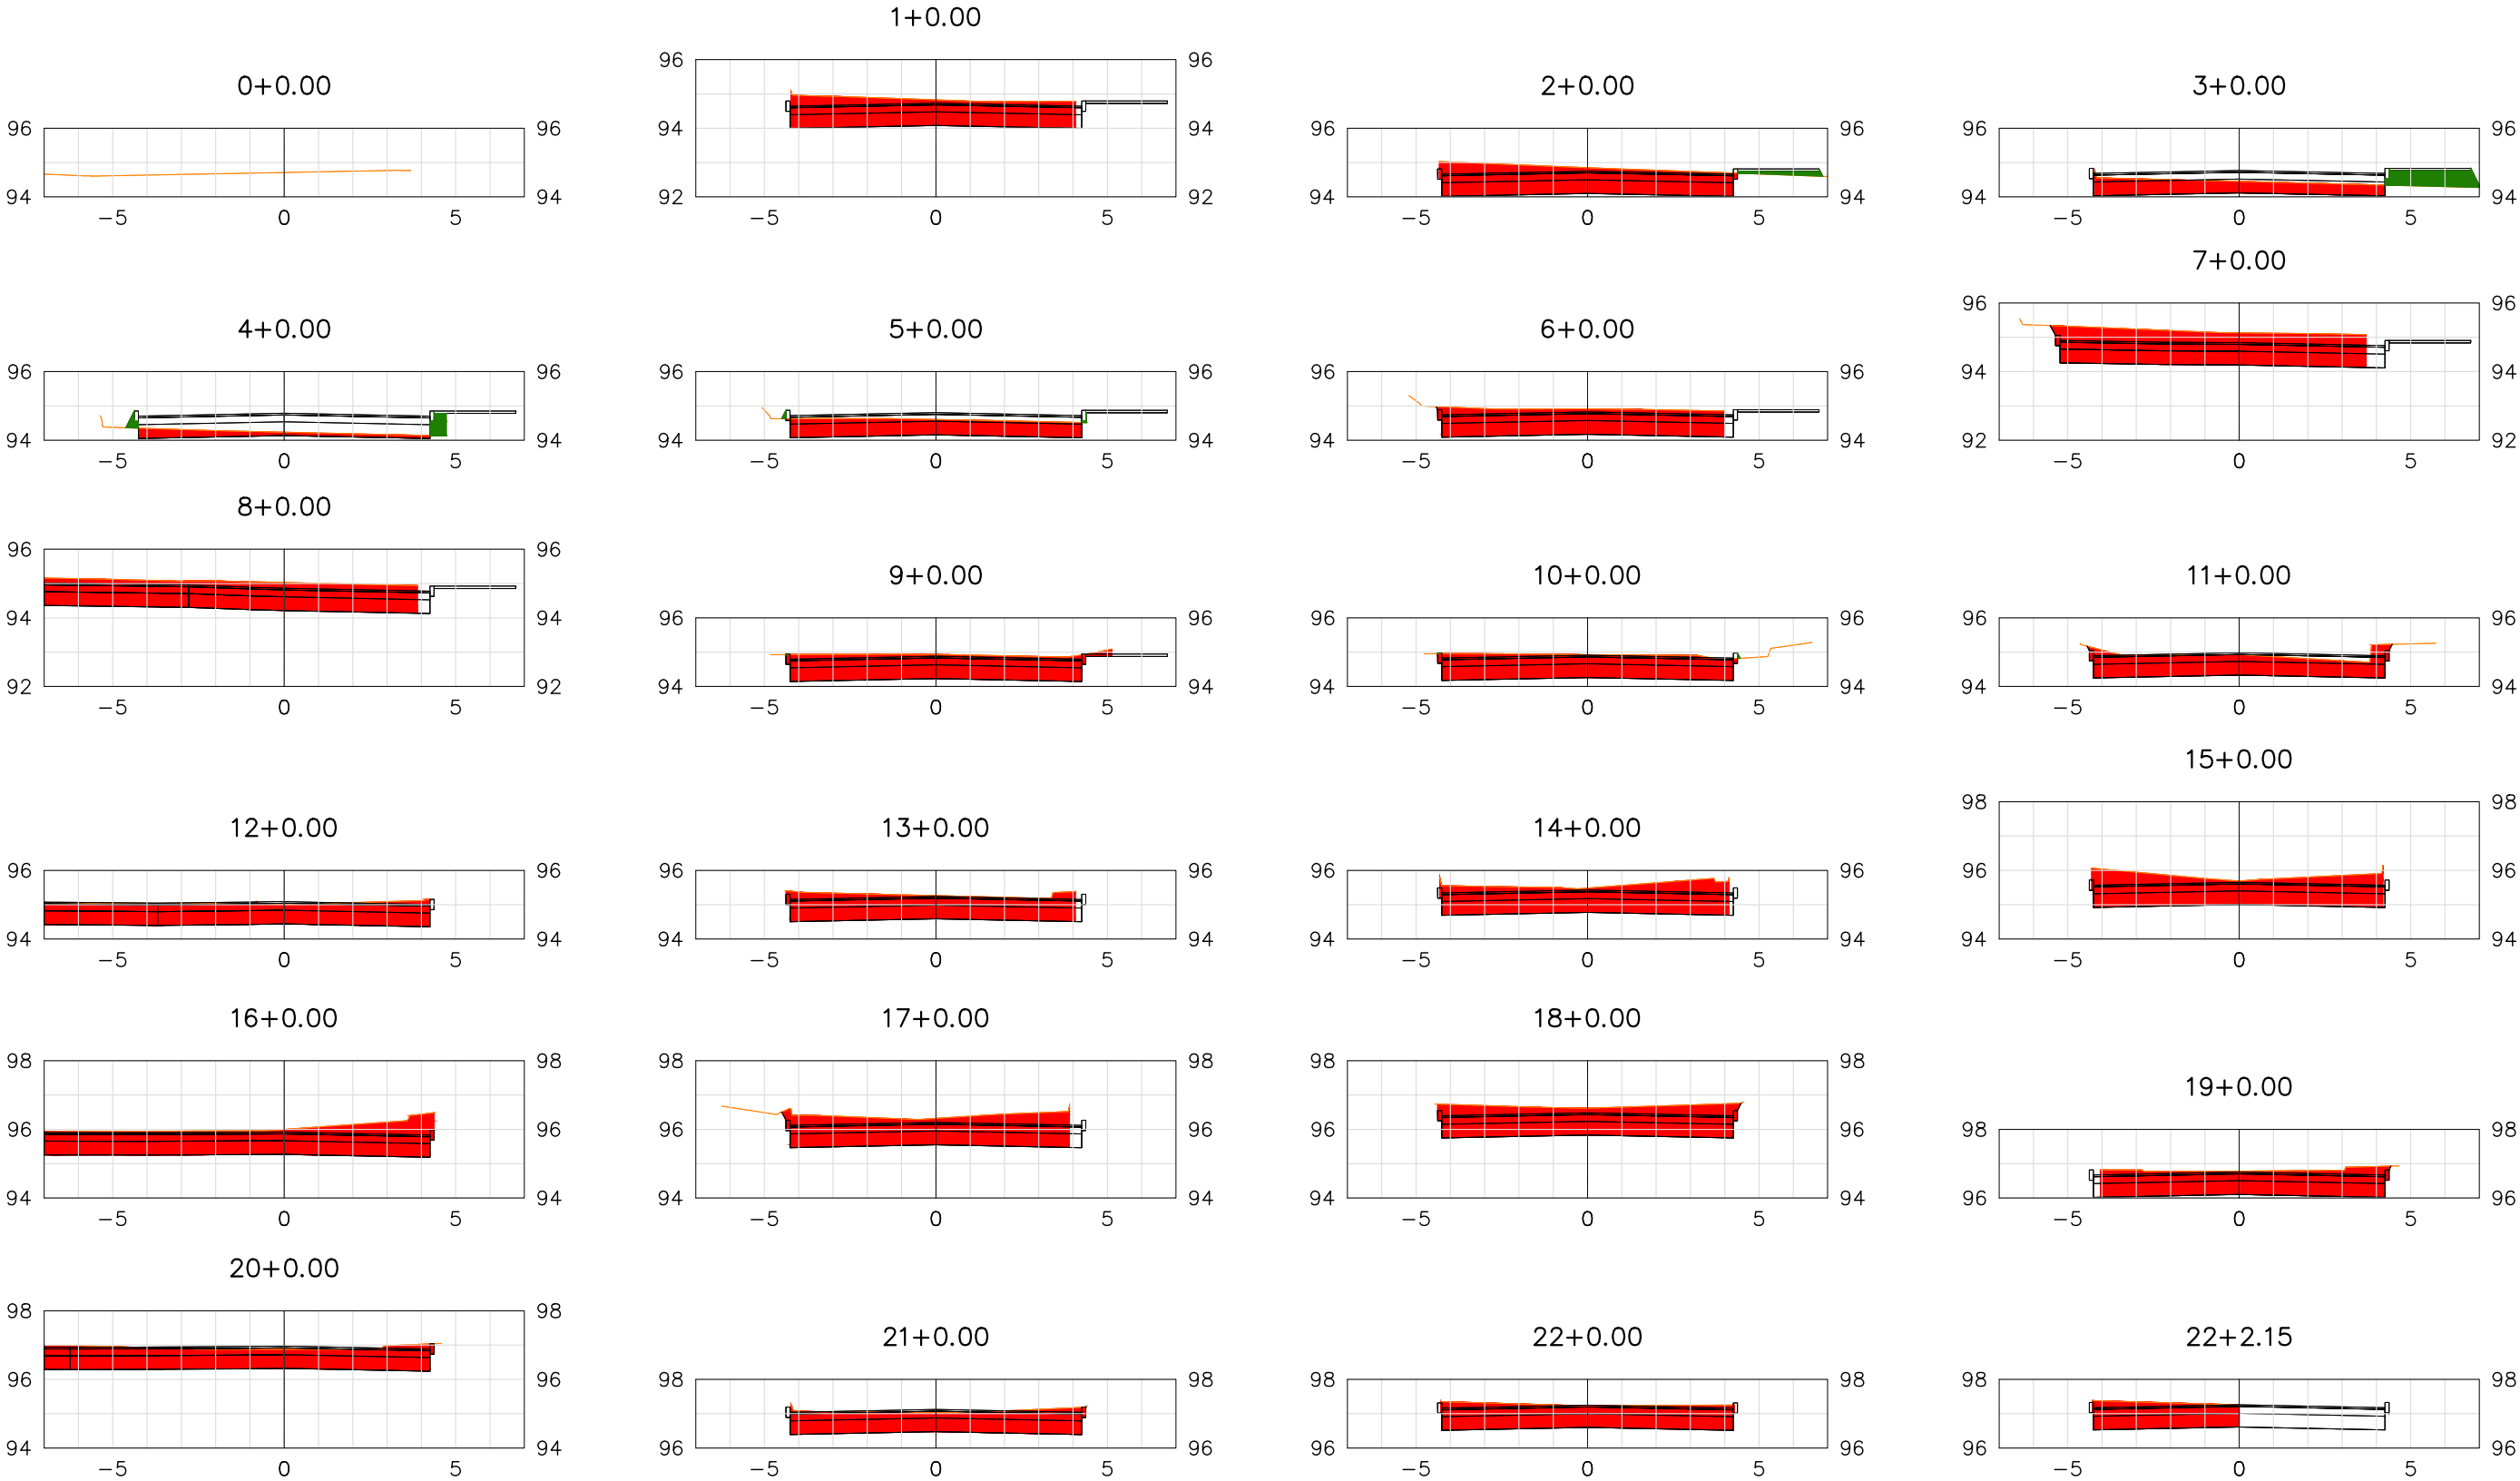 1+0.00
96 96
0+0.00 2+0.00 3+0.00
96 96 94 94 96 96 96 96
94 94 92 92 94 94 94 94
−5 0 5 −5 0 5 −5 0 5 −5 0 5
7+0.00
96 96
4+0.00 5+0.00 6+0.00
96 96 96 96 96 96 94 94
94 94 94 94 94 94 92 92
−5 0 5 −5 0 5 −5 0 5 −5 0 5
8+0.00
96 96
9+0.00 10+0.00 11+0.00
94 94 96 96 96 96 96 96
92 92 94 94 94 94 94 94
−5 0 5 −5 0 5 −5 0 5 −5 0 5
15+0.00
98 98
12+0.00 13+0.00 14+0.00
96 96 96 96 96 96 96 96
94 94 94 94 94 94 94 94
−5 0 5 −5 0 5 −5 0 5 −5 0 5
16+0.00 17+0.00 18+0.00
98 98 98 98 98 98
19+0.00
96 96 96 96 96 96 98 98
94 94 94 94 94 94 96 96
−5 0 5 −5 0 5 −5 0 5 −5 0 5
20+0.00
98 98
21+0.00 22+0.00 22+2.15
96 96 98 98 98 98 98 98
94 94 96 96 96 96 96 96
−5 0 5 −5 0 5 −5 0 5 −5 0 5